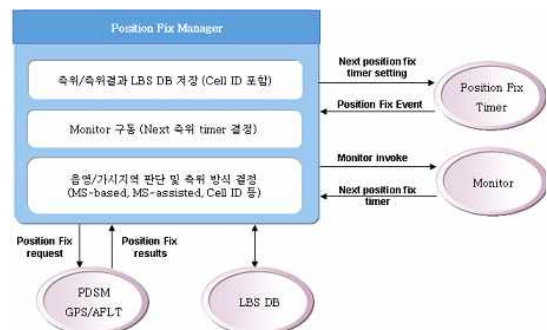 Position Fix Manager
측위/측위결과 LBS DB 저장 (Cell ID 포함)
Monitor 구동 (Next 측위 timer 결정)
음영/가시지역 판단 및 측위 방식 결정
(MS-based, MS-assisted, Cell ID 등)
Next position fix
timer setting
Position Fix Event
Position Fix
Timer
Monitor invoke
Next position fix
timer
Monitor
Position Fix
request
Position Fix
results
PDSM
GPS/AFLT
LBS DB